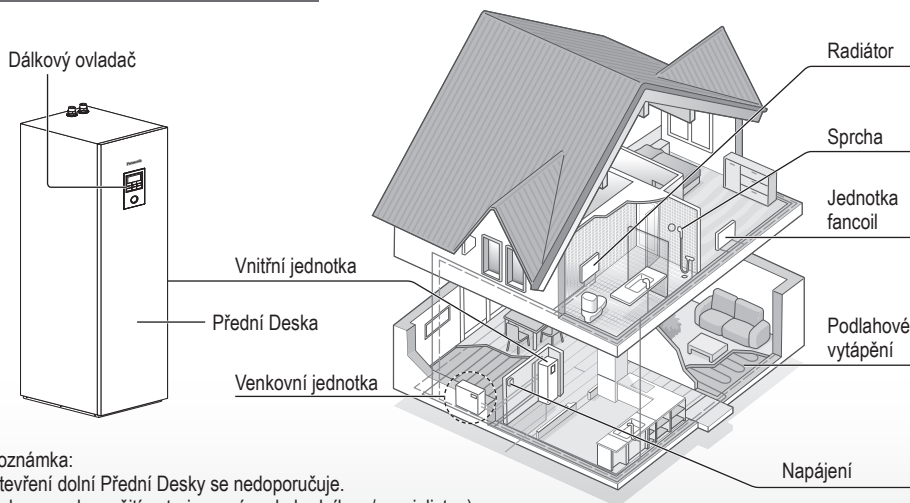 Dálkový ovladač
Panasonic
Vnitřní jednotka
Přední Deska
Venkovní jednotka
Radiátor
Sprcha
Jednotka
fancoil
Podlahové
vytápění
Napájení
oznámka:
tevření dolní Přední Desky se nedoporučuje.